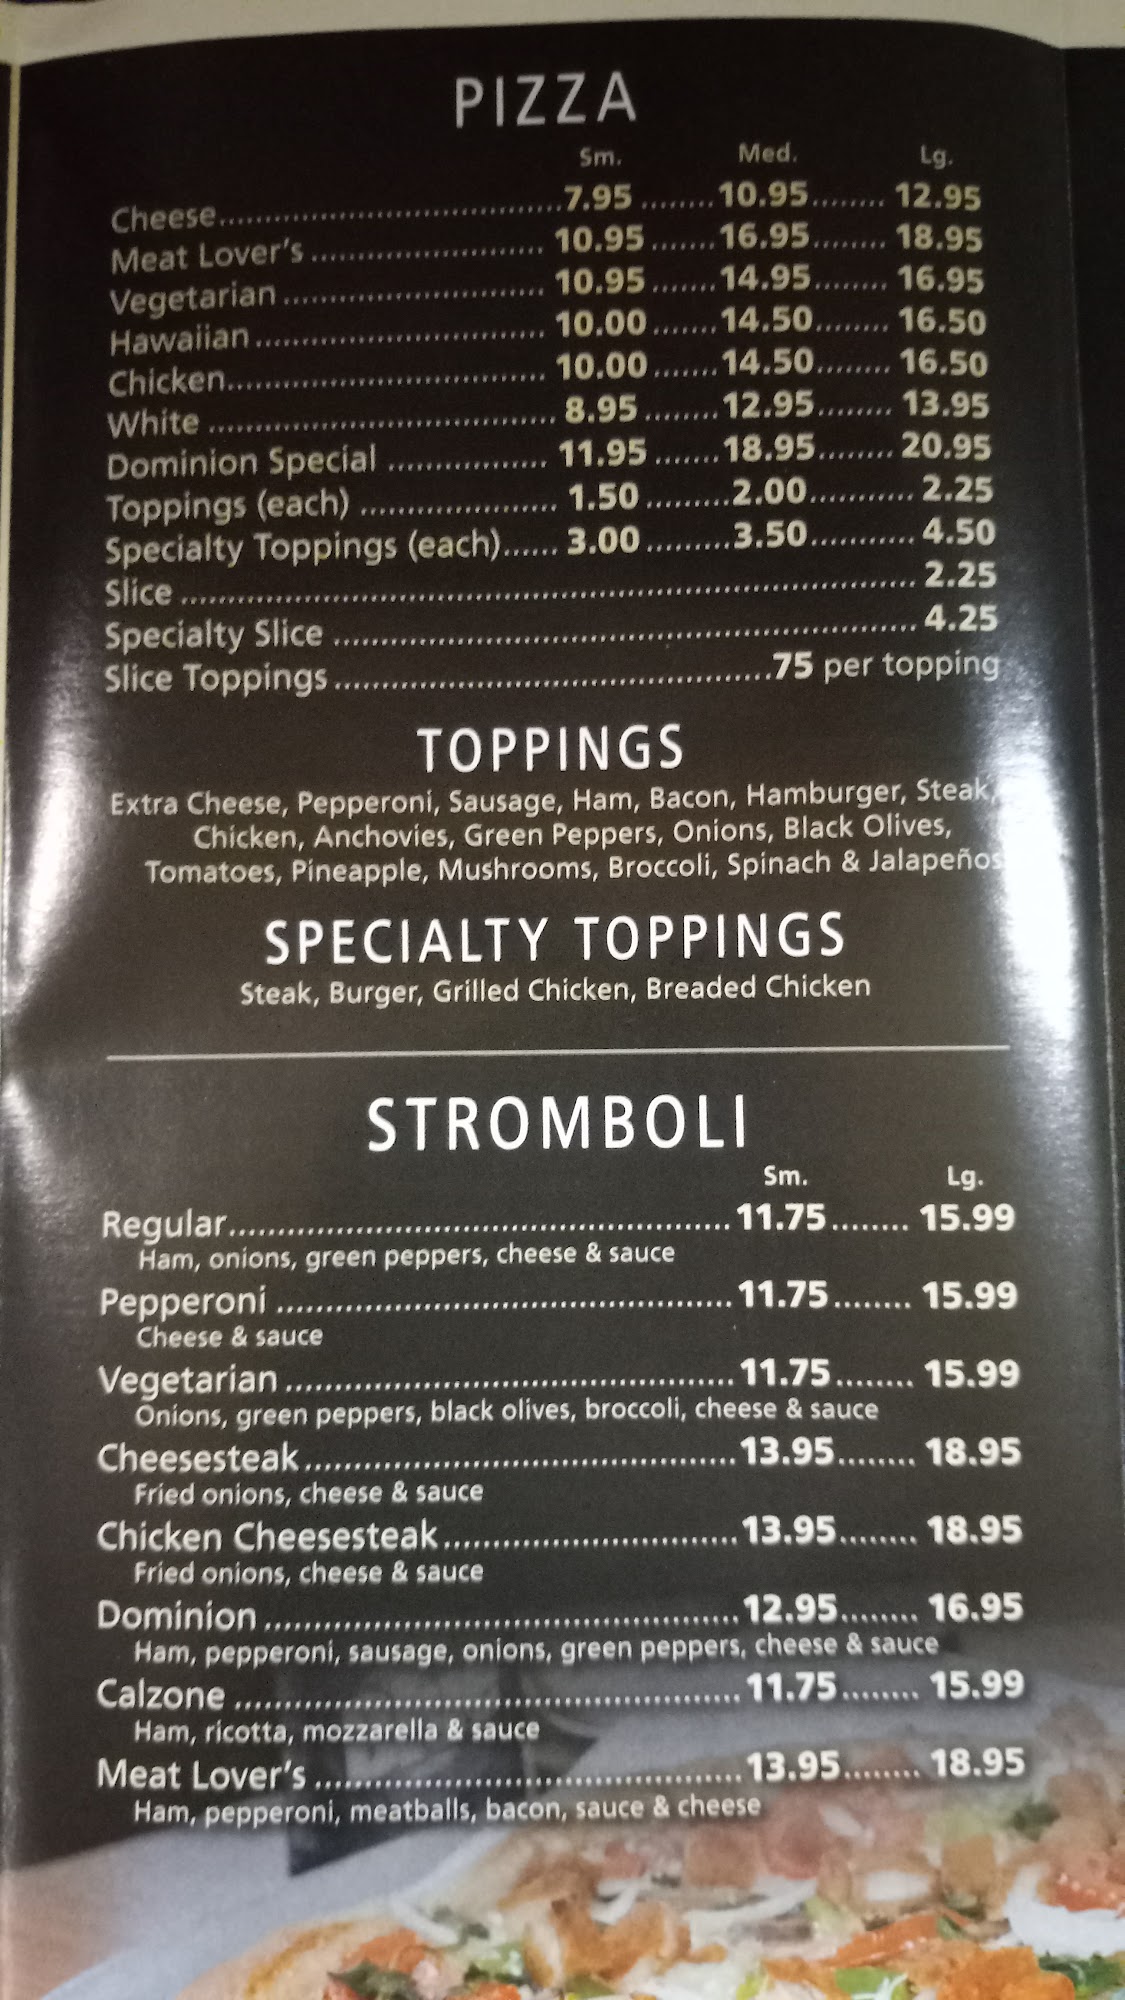 PIZZA
Sm. Med. Lg.
Cheese....................................7.95 ........10.95........ 12.95
Meat Lover's ......................... 10.95 .......16.95........ 18.95
Vegetarian ............................ 10.95 .......14.95........ 16.95
Hawaiian ............................... 10.00 .......14.50........ 16.50
Chicken.................................. 10.00 .......14.50........ 16.50
White ..................................... 8.95 ........12.95........ 13.95
Dominion Special ................. 11.95 .......18.95........ 20.95
Toppings (each) ..................... 1.50 .........2.00........... 2.25
Specialty Toppings (each)...... 3.00 .........3.50........... 4.50
Slice ................................................................................ 2.25
Specialty Slice ................................................................ 4.25
Slice Toppings ................................................75 per topping
TOPPINGS
Extra Cheese, Pepperoni, Sausage, Ham, Bacon, Hamburger, Steak,
Chicken, Anchovies, Green Peppers, Onions, Black Olives,
Tomatoes, Pineapple, Mushrooms, Broccoli, Spinach & Jalapeños
SPECIALTY TOPPINGS
Steak, Burger, Grilled Chicken, Breaded Chicken
STROMBOLI
Sm. Lg.
Regular.....................................................11.75........ 15.99
Ham, onions, green peppers, cheese & sauce
Pepperoni ................................................11.75........ 15.99
Cheese & sauce
Vegetarian ...............................................11.75........ 15.99
Onions, green peppers, black olives, broccoli, cheese & sauce
Cheesesteak .............................................13.95........ 18.95
Fried onions, cheese & sauce
Chicken Cheesesteak...............................13.95........ 18.95
Fried onions, cheese & sauce
Dominion .................................................12.95........ 16.95
Ham, pepperoni, sausage, onions, green peppers, cheese & sauce
Calzone .....................................................11.75........ 15.99
Ham, ricotta, mozzarella & sauce
Meat Lover's ............................................13.95........ 18.95
Ham, pepperoni, meatballs, bacon, sauce & cheese